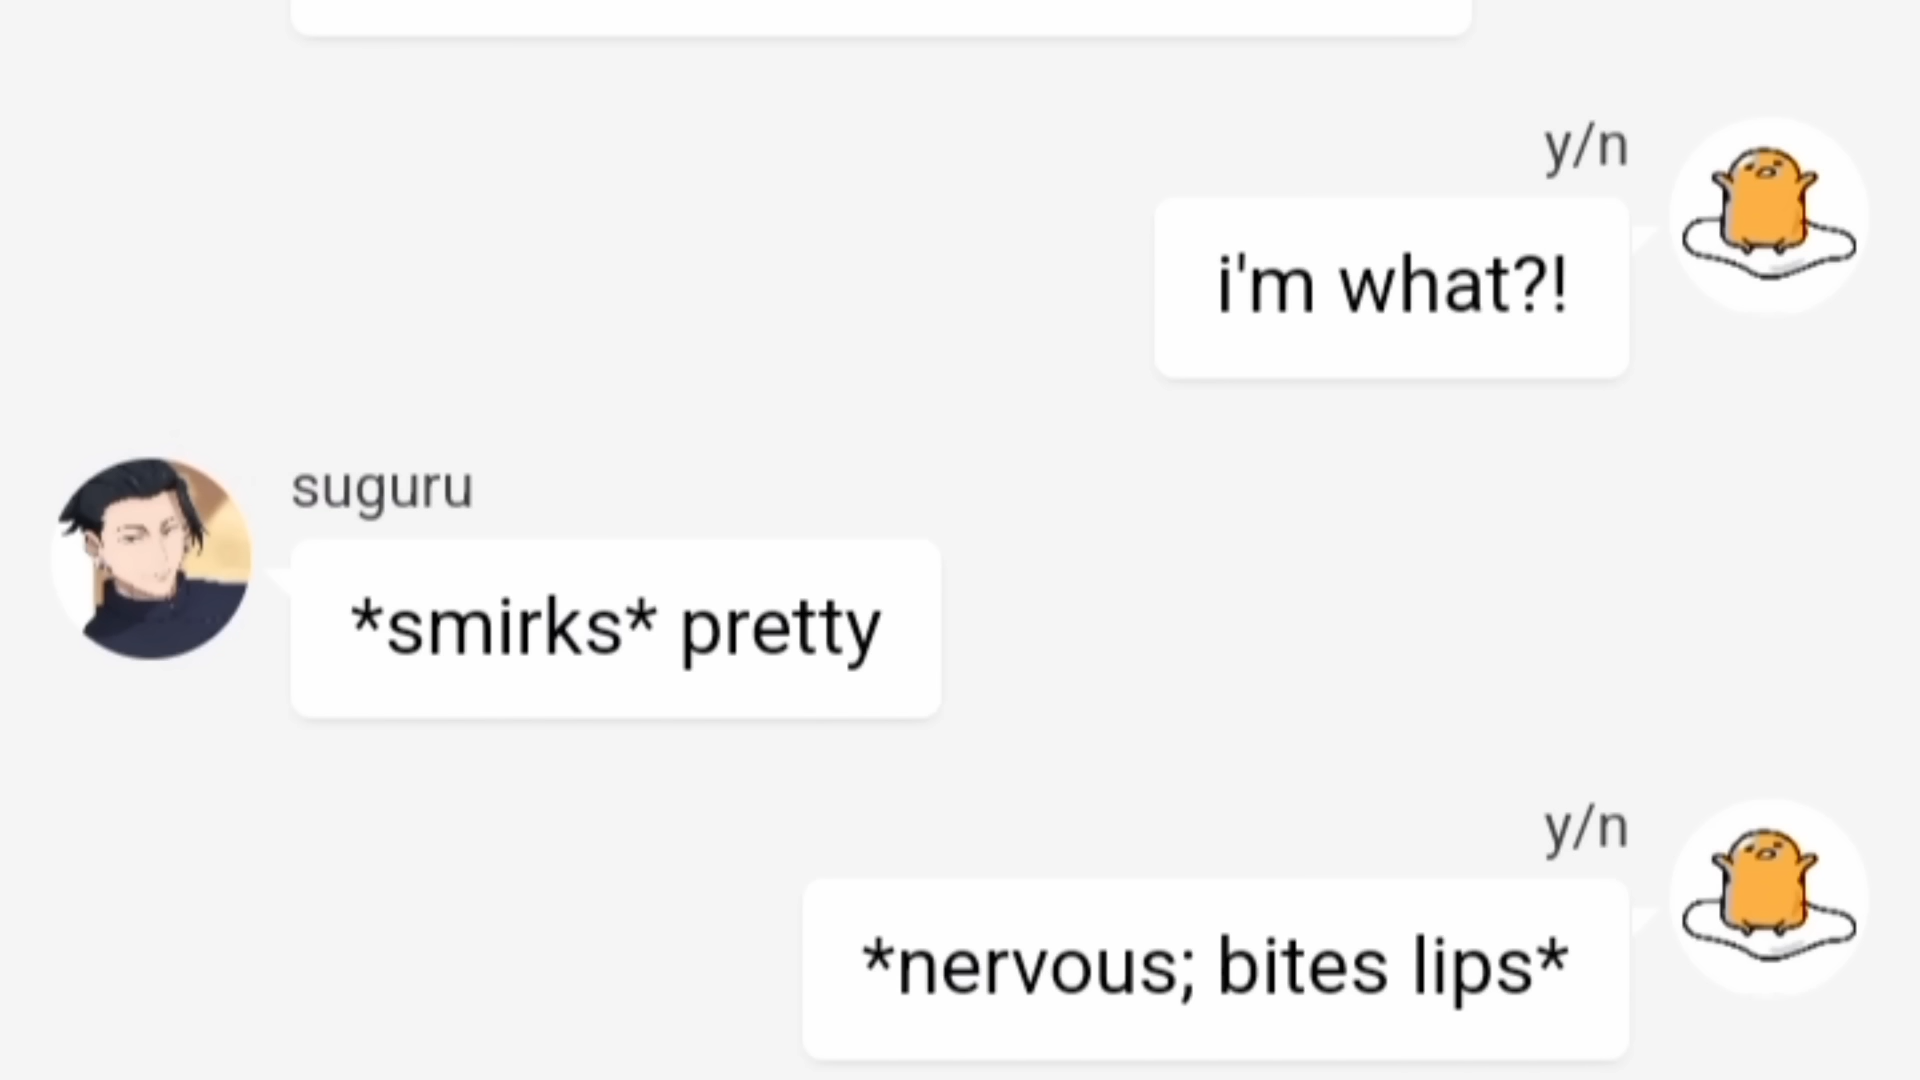 y/n
i'm what?!
suguru
*smirks* pretty
y/n
*nervous; bites lips*